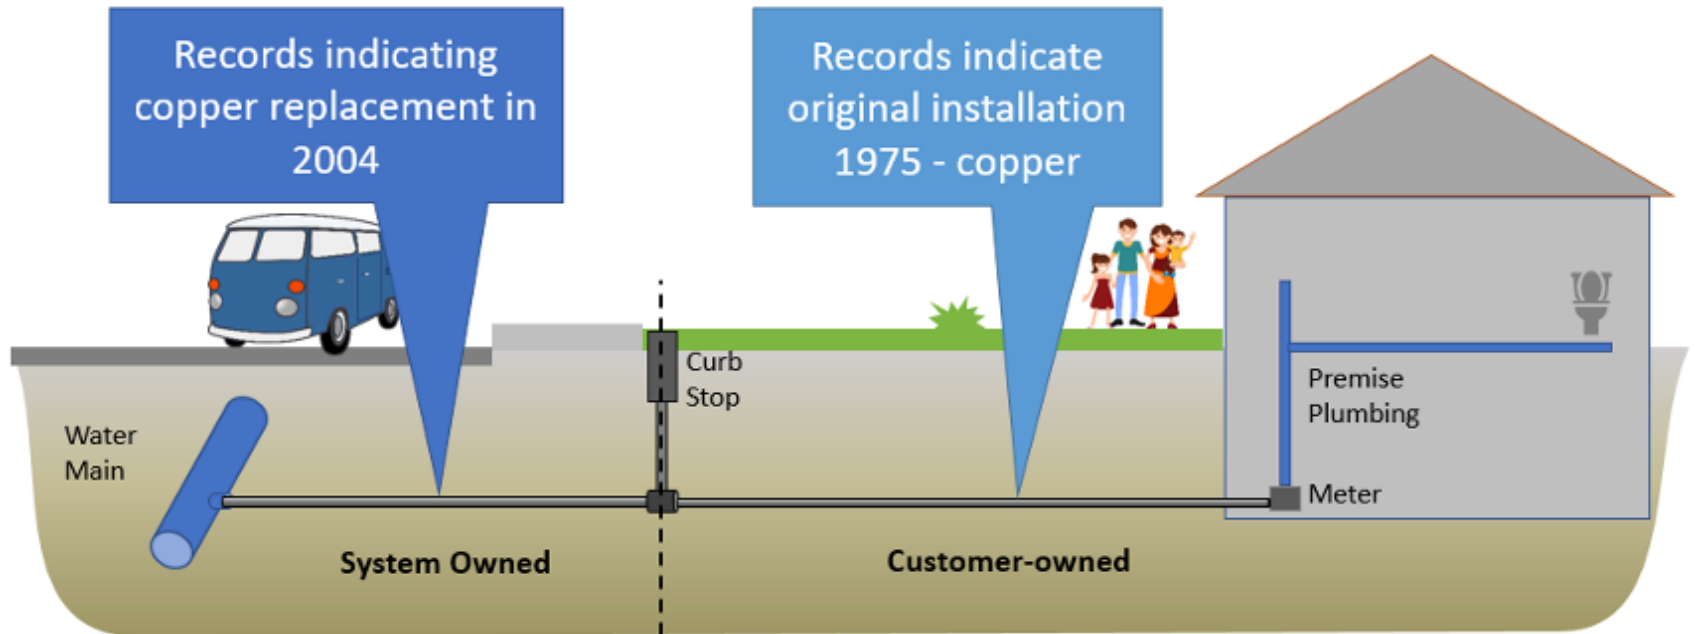 Records indicating
copper replacement in
2004
Records indicate
original installation
1975 - copper
Curb
Stop
Water
Main
Premise
Plumbing
Meter
System Owned
Customer-owned